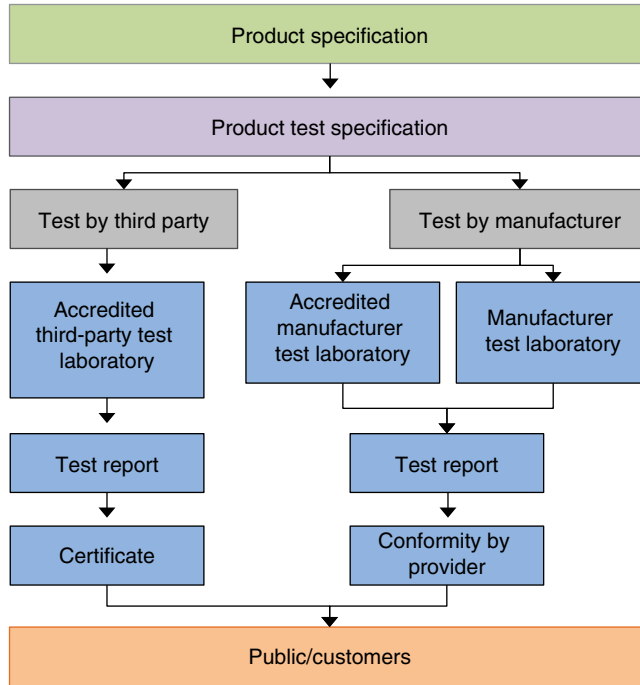 Product specification
Product test specification
Test by third party
Test by manufacturer
Accredited
third-party test
laboratory
Accredited
manufacturer
test laboratory
Manufacturer
test laboratory
Test report
Test report
Certificate
Conformity by
provider
Public/customers